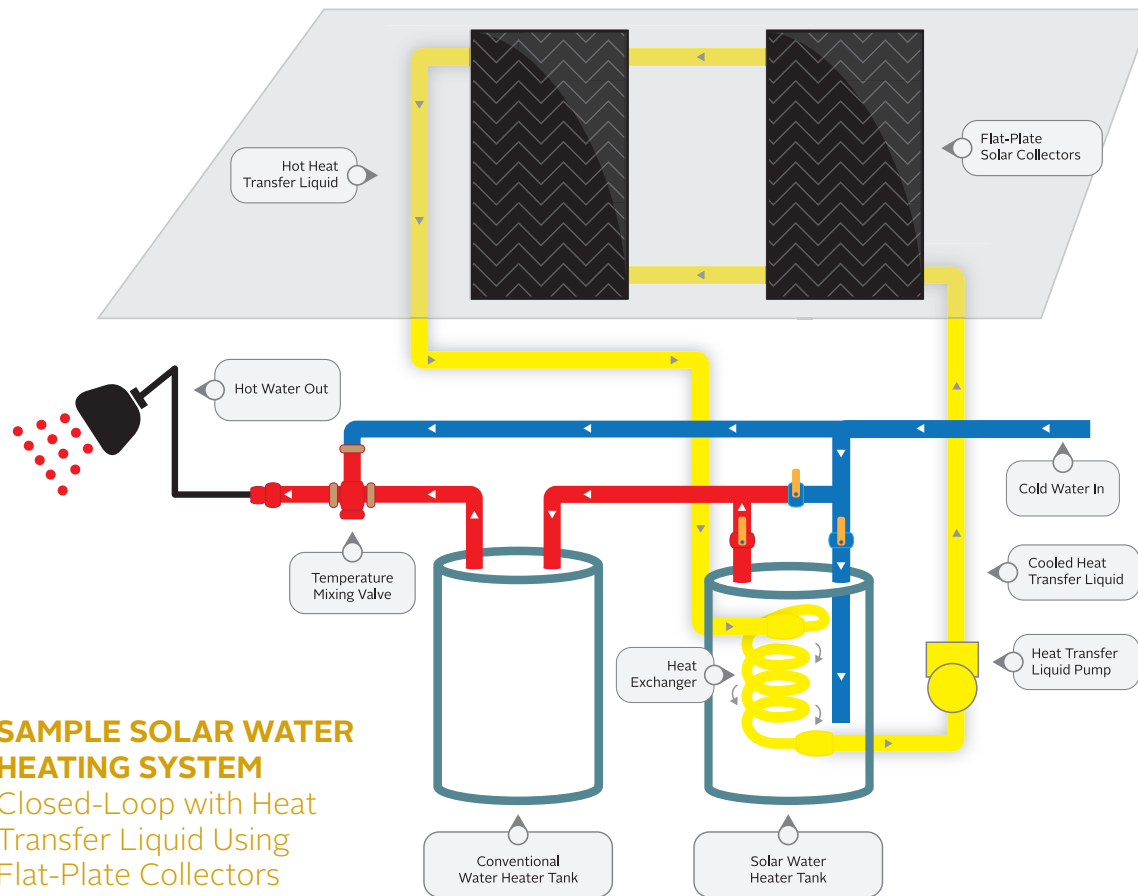 Flat-Plate
Solar Collectors
Hot Heat
Transfer Liquid
Hot Water Out
Cold Water In
Temperature
Mixing Valve
Cooled Heat
Transfer Liquid
Heat
Exchanger
Heat Transfer
Liquid Pump
SAMPLE SOLAR WATER
HEATING SYSTEM
Closed-Loop with Heat
Transfer Liquid Using
Flat-Plate Collectors
Conventional
Water Heater Tank
Solar Water
Heater Tank